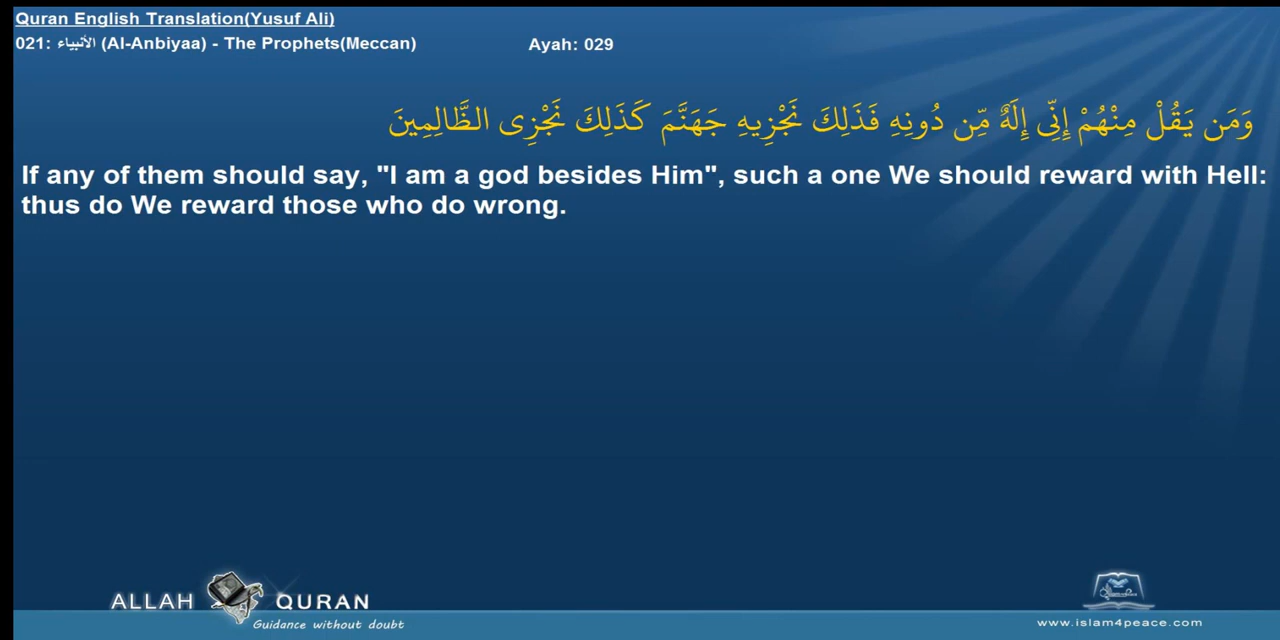 Quran English Translation(Yusuf Ali)
021: الأنبياء (Al-Anbiyaa) - The Prophets(Meccan) Ayah: 029
وَمَن يَقُلْ مِنْهُمْ إِنِّى إِلَهٌ مِّن دُونِهِ فَذَلِكَ نَجْزِيهِ جَهَنَّمَ كَذَلِكَ نَجْزِى الظَّالِمِينَ
If any of them should say, "I am a god besides Him", such a one We should reward with Hell:
thus do We reward those who do wrong.
ALLAH QURAN
Guidance without doubt
www.islam4peace.com